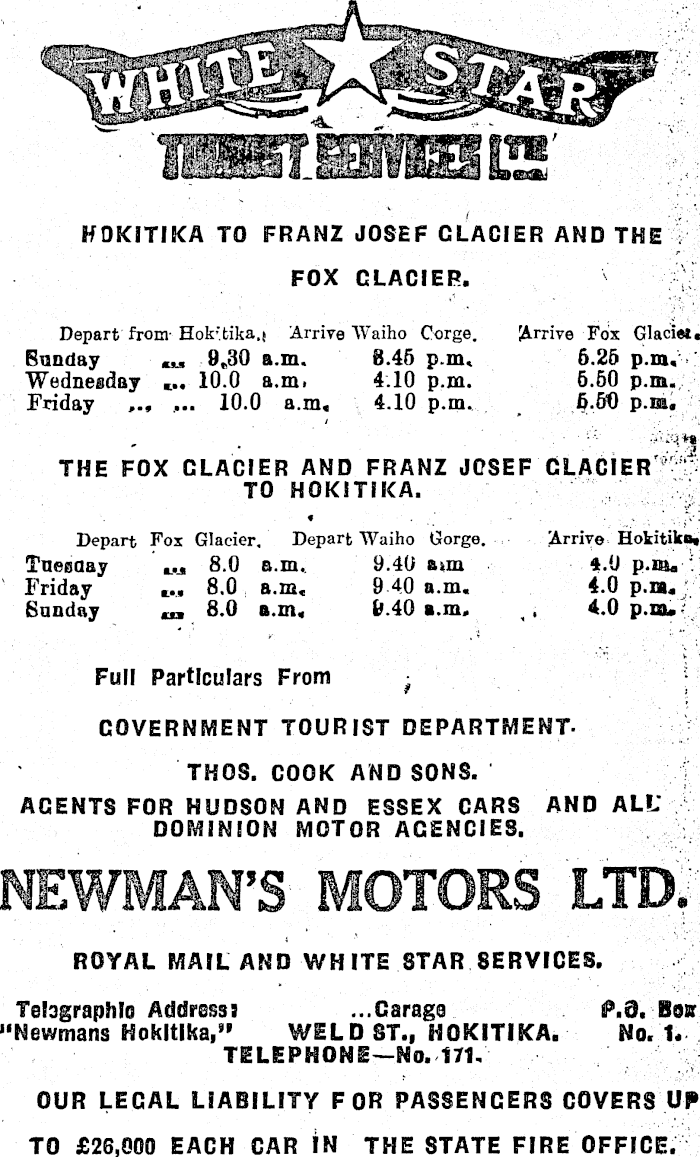 WHITE STAR
TOURIST SERVICES LTD
HOKITIKA TO FRANZ JOSEF GLACIER AND THE
FOX GLACIER.
Depart from Hokitika, Arrive Waiho Gorge. Arrive Fox Glacier.
Sunday ... 9.30 a.m. 3.45 p.m. 5.25 p.m.
Wednesday ... 10.0 a.m. 4.10 p.m. 5.50 p.m.
Friday ... ... 10.0 a.m. 4.10 p.m. 5.50 p.m.
THE FOX GLACIER AND FRANZ JOSEF GLACIER
TO HOKITIKA.
Depart Fox Glacier. Depart Waiho Gorge. Arrive Hokitika.
Tuesday ... 8.0 a.m. 9.40 a.m 4.0 p.m.
Friday ... 8.0 a.m. 9.40 a.m. 4.0 p.m.
Sunday ... 8.0 a.m. 9.40 a.m. 4.0 p.m.
Full Particulars From
GOVERNMENT TOURIST DEPARTMENT.
THOS. COOK AND SONS.
AGENTS FOR HUDSON AND ESSEX CARS AND ALL
DOMINION MOTOR AGENCIES.
NEWMAN'S MOTORS LTD.
ROYAL MAIL AND WHITE STAR SERVICES.
Telegraphic Address: ...Garage P.O. Box
"Newmans Hokitika," WELD ST., HOKITIKA. No. 1.
TELEPHONE—No. 171.
OUR LEGAL LIABILITY FOR PASSENGERS COVERS UP
TO £26,000 EACH CAR IN THE STATE FIRE OFFICE.